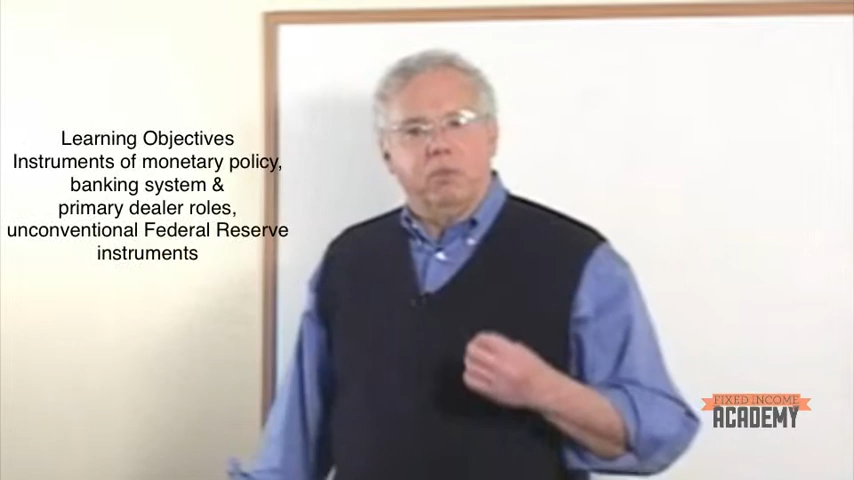 Learning Objectives
Instruments of monetary policy,
banking system &
primary dealer roles,
unconventional Federal Reserve
instruments
FIXED INCOME
ACADEMY